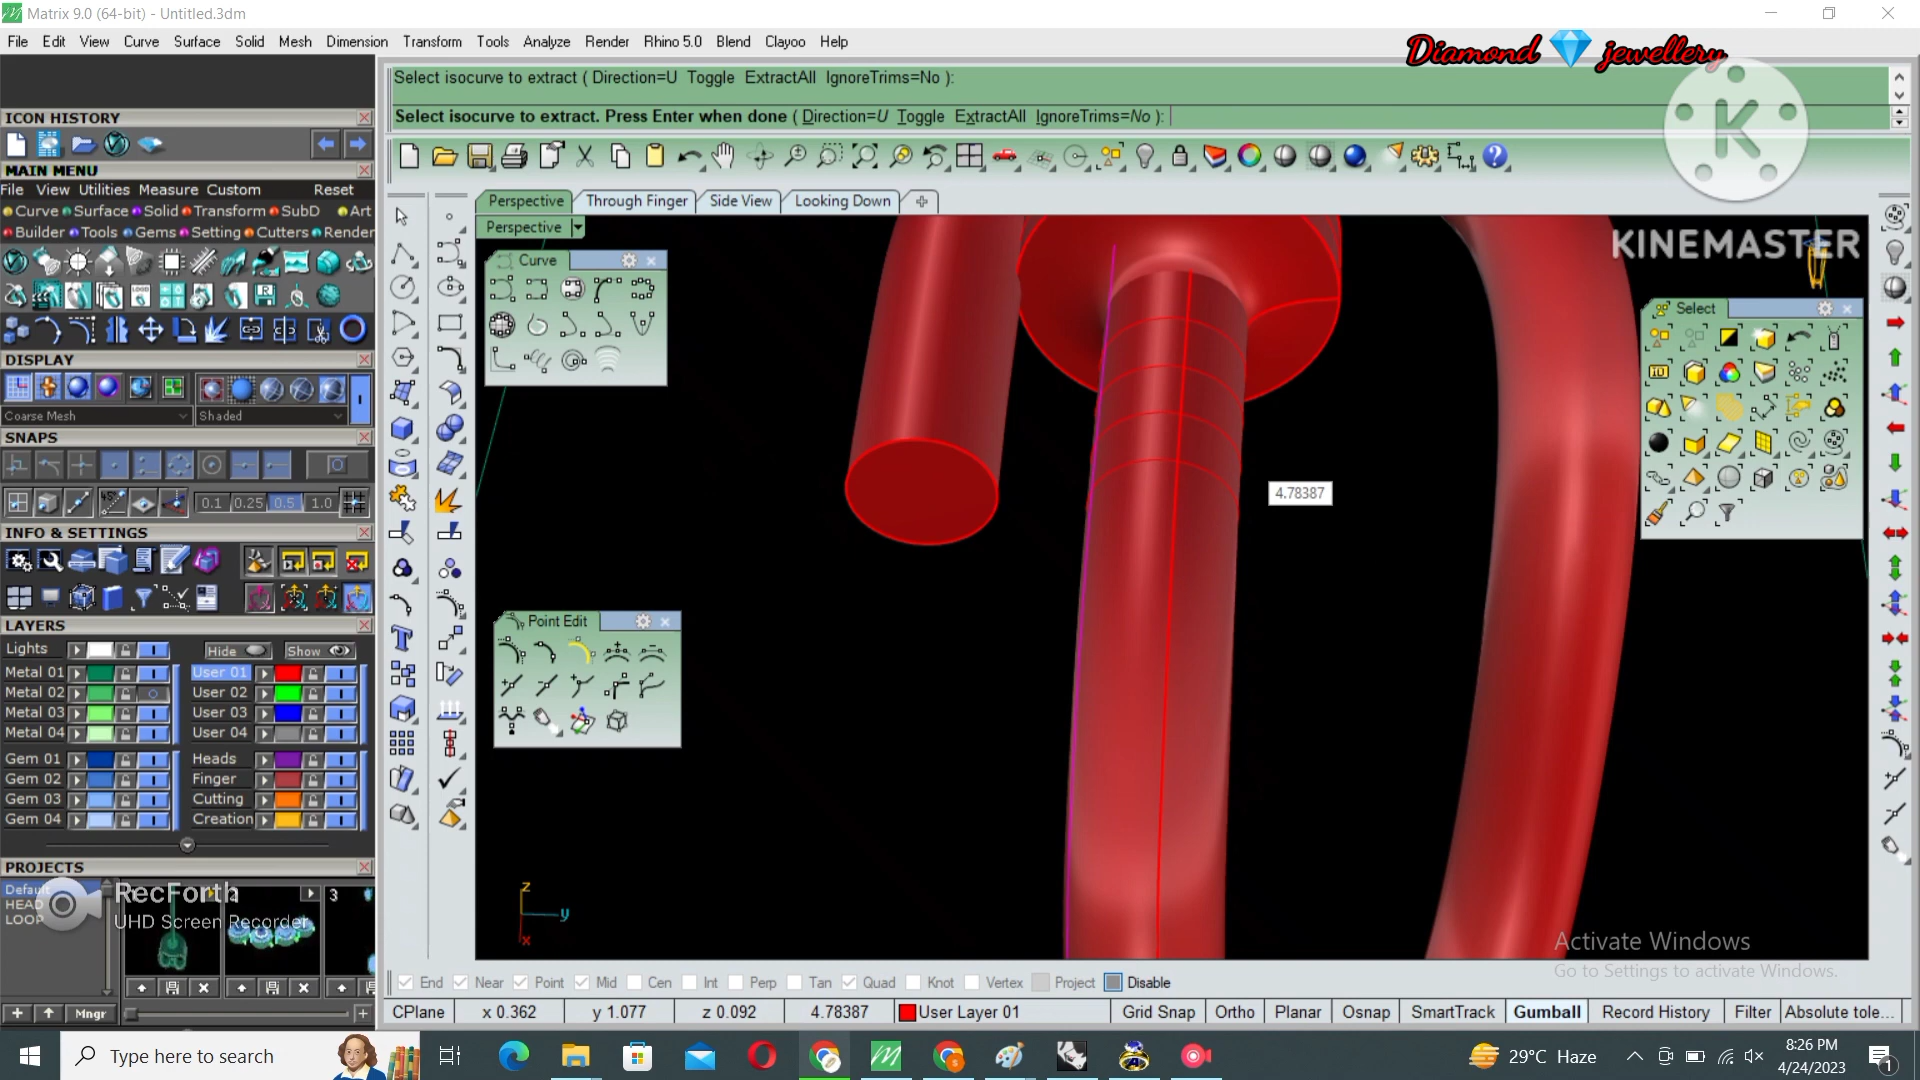 Matrix 9.0 (64-bit) - Untitled.3dm
File Edit View Curve Surface Solid Mesh Dimension Transform Tools Analyze Render Rhino 5.0 Blend Clayoo Help
Diamond jewellery
Select isocurve to extract ( Direction=U Toggle ExtractAll IgnoreTrims=No ):
Select isocurve to extract. Press Enter when done ( Direction=U Toggle ExtractAll IgnoreTrims=No ):
K
KINEMASTER
ICON HISTORY
MAIN MENU
File View Utilities Measure Custom Reset
Curve Surface Solid Transform SubD Art
Builder Tools Gems Setting Cutters Render
Perspective Through Finger Side View Looking Down
Perspective
Curve
Select
DISPLAY
Coarse Mesh Shaded
SNAPS
0.1 0.25 0.5 1.0
4.78387
INFO & SETTINGS
Point Edit
LAYERS
Lights Hide Show
Metal 01 User 01
Metal 02 User 02
Metal 03 User 03
Metal 04 User 04
Gem 01 Heads
Gem 02 Finger
Gem 03 Cutting
Gem 04 Creation
PROJECTS
Default
HEAD
LOOP
3
RecForth
UHD Screen Recorder
Mngr
z
y
x
Activate Windows
Go to Settings to activate Windows.
End Near Point Mid Cen Int Perp Tan Quad Knot Vertex Project Disable
CPlane x 0.362 y 1.077 z 0.092 4.78387 User Layer 01 Grid Snap Ortho Planar Osnap SmartTrack Gumball Record History Filter Absolute tole...
Type here to search
29°C Haze
8:26 PM
4/24/2023
1